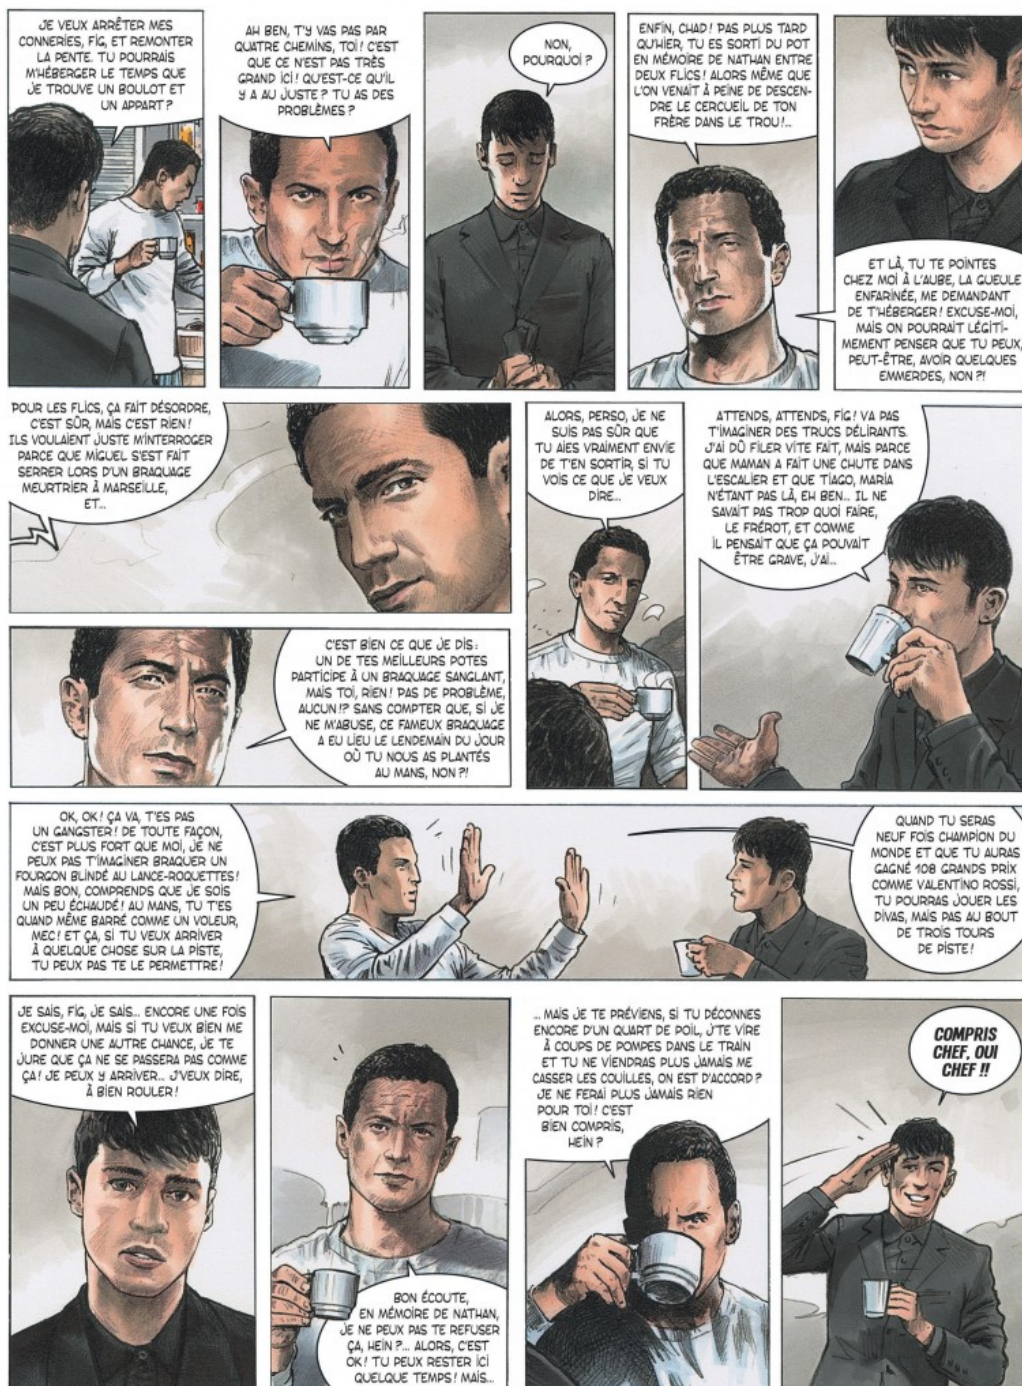 JE VEUX ARRÊTER MES
CONNERIES, FIG, ET REMONTER
LA PENTE. TU POURRAIS
M'HÉBERGER LE TEMPS QUE
JE TROUVE UN BOULOT ET
UN APPART?
AH BEN, T'Y VAS PAS PAR
QUATRE CHEMINS, TOI! C'EST
QUE CE N'EST PAS TRÈS
GRAND ICI! QU'EST-CE QU'IL
Y A AU JUSTE? TU AS DES
PROBLÈMES?
NON,
POURQUOI?
ENFIN, CHAD! PAS PLUS TARD
QU'HIER, TU ES SORTI DU POT
EN MÉMOIRE DE NATHAN ENTRE
DEUX FLICS! ALORS MÊME QUE
L'ON VENAIT À PEINE DE DESCEN-
DRE LE CERCUEIL DE TON
FRÈRE DANS LE TROU!..
ET LÀ, TU TE POINTES
CHEZ MOI À L'AUBE, LA GUEULE
ENFARINÉE, ME DEMANDANT
DE T'HÉBERGER! EXCUSE-MOI,
MAIS ON POURRAIT LÉGITI-
MEMENT PENSER QUE TU PEUX,
PEUT-ÊTRE, AVOIR QUELQUES
EMMERDES, NON?!
POUR LES FLICS, ÇA FAIT DÉSORDRE,
C'EST SÛR, MAIS C'EST RIEN!
ILS VOULAIENT JUSTE M'INTERROGER
PARCE QUE MIGUEL S'EST FAIT
SERRER LORS D'UN BRAQUAGE
MEURTRIER À MARSEILLE,
ET...
C'EST BIEN CE QUE JE DIS:
UN DE TES MEILLEURS POTES
PARTICIPE À UN BRAQUAGE SANGLANT,
MAIS TOI, RIEN! PAS DE PROBLÈME,
AUCUN!? SANS COMPTER QUE, SI JE
NE M'ABUSE, CE FAMEUX BRAQUAGE
A EU LIEU LE LENDEMAIN DU JOUR
OÙ TU NOUS AS PLANTÉS
AU MANS, NON?!
ALORS, PERSO, JE NE
SUIS PAS SÛR QUE
TU AIES VRAIMENT ENVIE
DE T'EN SORTIR, SI TU
VOIS CE QUE JE VEUX
DIRE...
ATTENDS, ATTENDS, FIG! VA PAS
T'IMAGINER DES TRUCS DÉLIRANTS.
J'AI DÛ FILER VITE FAIT, MAIS PARCE
QUE MAMAN A FAIT UNE CHUTE DANS
L'ESCALIER ET QUE TIAGO, MARIA
N'ÉTANT PAS LÀ, EH BEN.. IL NE
SAVAIT PAS TROP QUOI FAIRE,
LE FRÉROT, ET COMME
IL PENSAIT QUE ÇA POUVAIT
ÊTRE GRAVE, J'AI..
OK, OK! ÇA VA, T'ES PAS
UN GANGSTER! DE TOUTE FAÇON,
C'EST PLUS FORT QUE MOI, JE NE
PEUX PAS T'IMAGINER BRAQUER UN
FOURGON BLINDÉ AU LANCE-ROQUETTES!
MAIS BON, COMPRENDS QUE JE SOIS
UN PEU ÉCHAUDÉ! AU MANS, TU T'ES
QUAND MÊME BARRÉ COMME UN VOLEUR,
MEC! ET ÇA, SI TU VEUX ARRIVER
À QUELQUE CHOSE SUR LA PISTE,
TU PEUX PAS TE LE PERMETTRE!
QUAND TU SERAS
NEUF FOIS CHAMPION DU
MONDE ET QUE TU AURAS
GAGNÉ 108 GRANDS PRIX
COMME VALENTINO ROSSI,
TU POURRAS JOUER LES
DIVAS, MAIS PAS AU BOUT
DE TROIS TOURS
DE PISTE!
JE SAIS, FIG, JE SAIS... ENCORE UNE FOIS
EXCUSE-MOI, MAIS SI TU VEUX BIEN ME
DONNER UNE AUTRE CHANCE, JE TE
JURE QUE ÇA NE SE PASSERA PAS COMME
ÇA! JE PEUX Y ARRIVER... J'VEUX DIRE,
À BIEN ROULER!
BON ÉCOUTE,
EN MÉMOIRE DE NATHAN,
JE NE PEUX PAS TE REFUSER
ÇA, HEIN?... ALORS, C'EST
OK! TU PEUX RESTER ICI
QUELQUE TEMPS! MAIS...
... MAIS JE TE PRÉVIENS, SI TU DÉCONNES
ENCORE D'UN QUART DE POIL, J'TE VIRE
À COUPS DE POMPES DANS LE TRAIN
ET TU NE VIENDRAS PLUS JAMAIS ME
CASSER LES COUILLES, ON EST D'ACCORD?
JE NE FERAI PLUS JAMAIS RIEN
POUR TOI! C'EST
BIEN COMPRIS,
HEIN?
COMPRIS
CHEF, OUI
CHEF!!